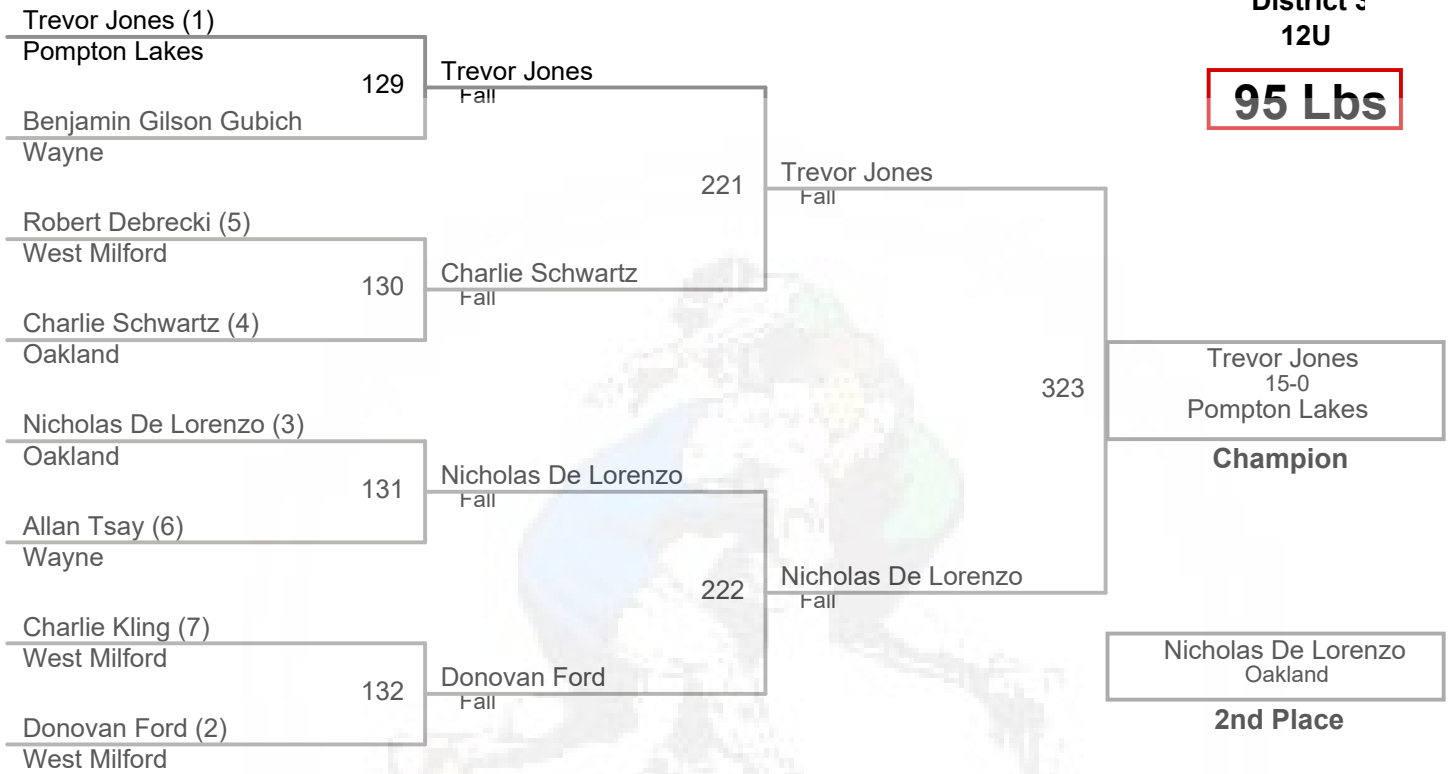 District
12U
95 Lbs
Trevor Jones (1)
Pompton Lakes
129
Benjamin Gilson Gubich
Wayne
Robert Debrecki (5)
West Milford
130
Charlie Schwartz (4)
Oakland
Nicholas De Lorenzo (3)
Oakland
131
Allan Tsay (6)
Wayne
Charlie Kling (7)
West Milford
132
Donovan Ford (2)
West Milford
Trevor Jones
Fall
221
Charlie Schwartz
Fall
Nicholas De Lorenzo
Fall
222
Donovan Ford
Fall
Trevor Jones
Fall
323
Nicholas De Lorenzo
Fall
Trevor Jones
15-0
Pompton Lakes
Champion
Nicholas De Lorenzo
Oakland
2nd Place